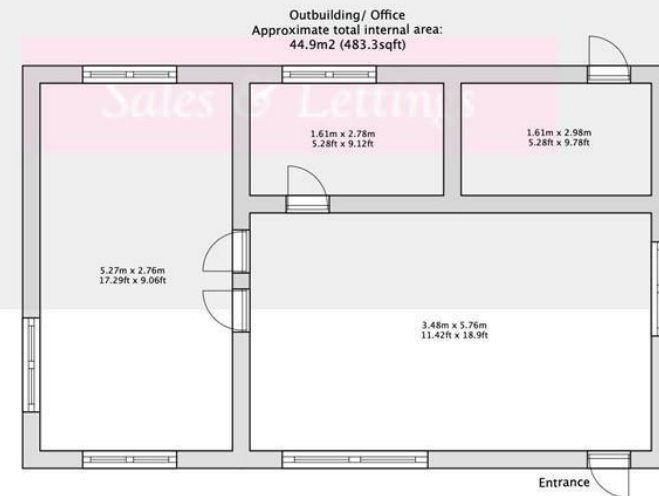 Outbuilding/ Office
Approximate total internal area:
44.9m2 (483.3sqft)
Sales & Lettings
1.61m x 2.78m
5.28ft x 9.12ft
1.61m x 2.98m
5.28ft x 9.78ft
5.27m x 2.76m
17.29ft x 9.06ft
3.48m x 5.76m
11.42ft x 18.9ft
Entrance